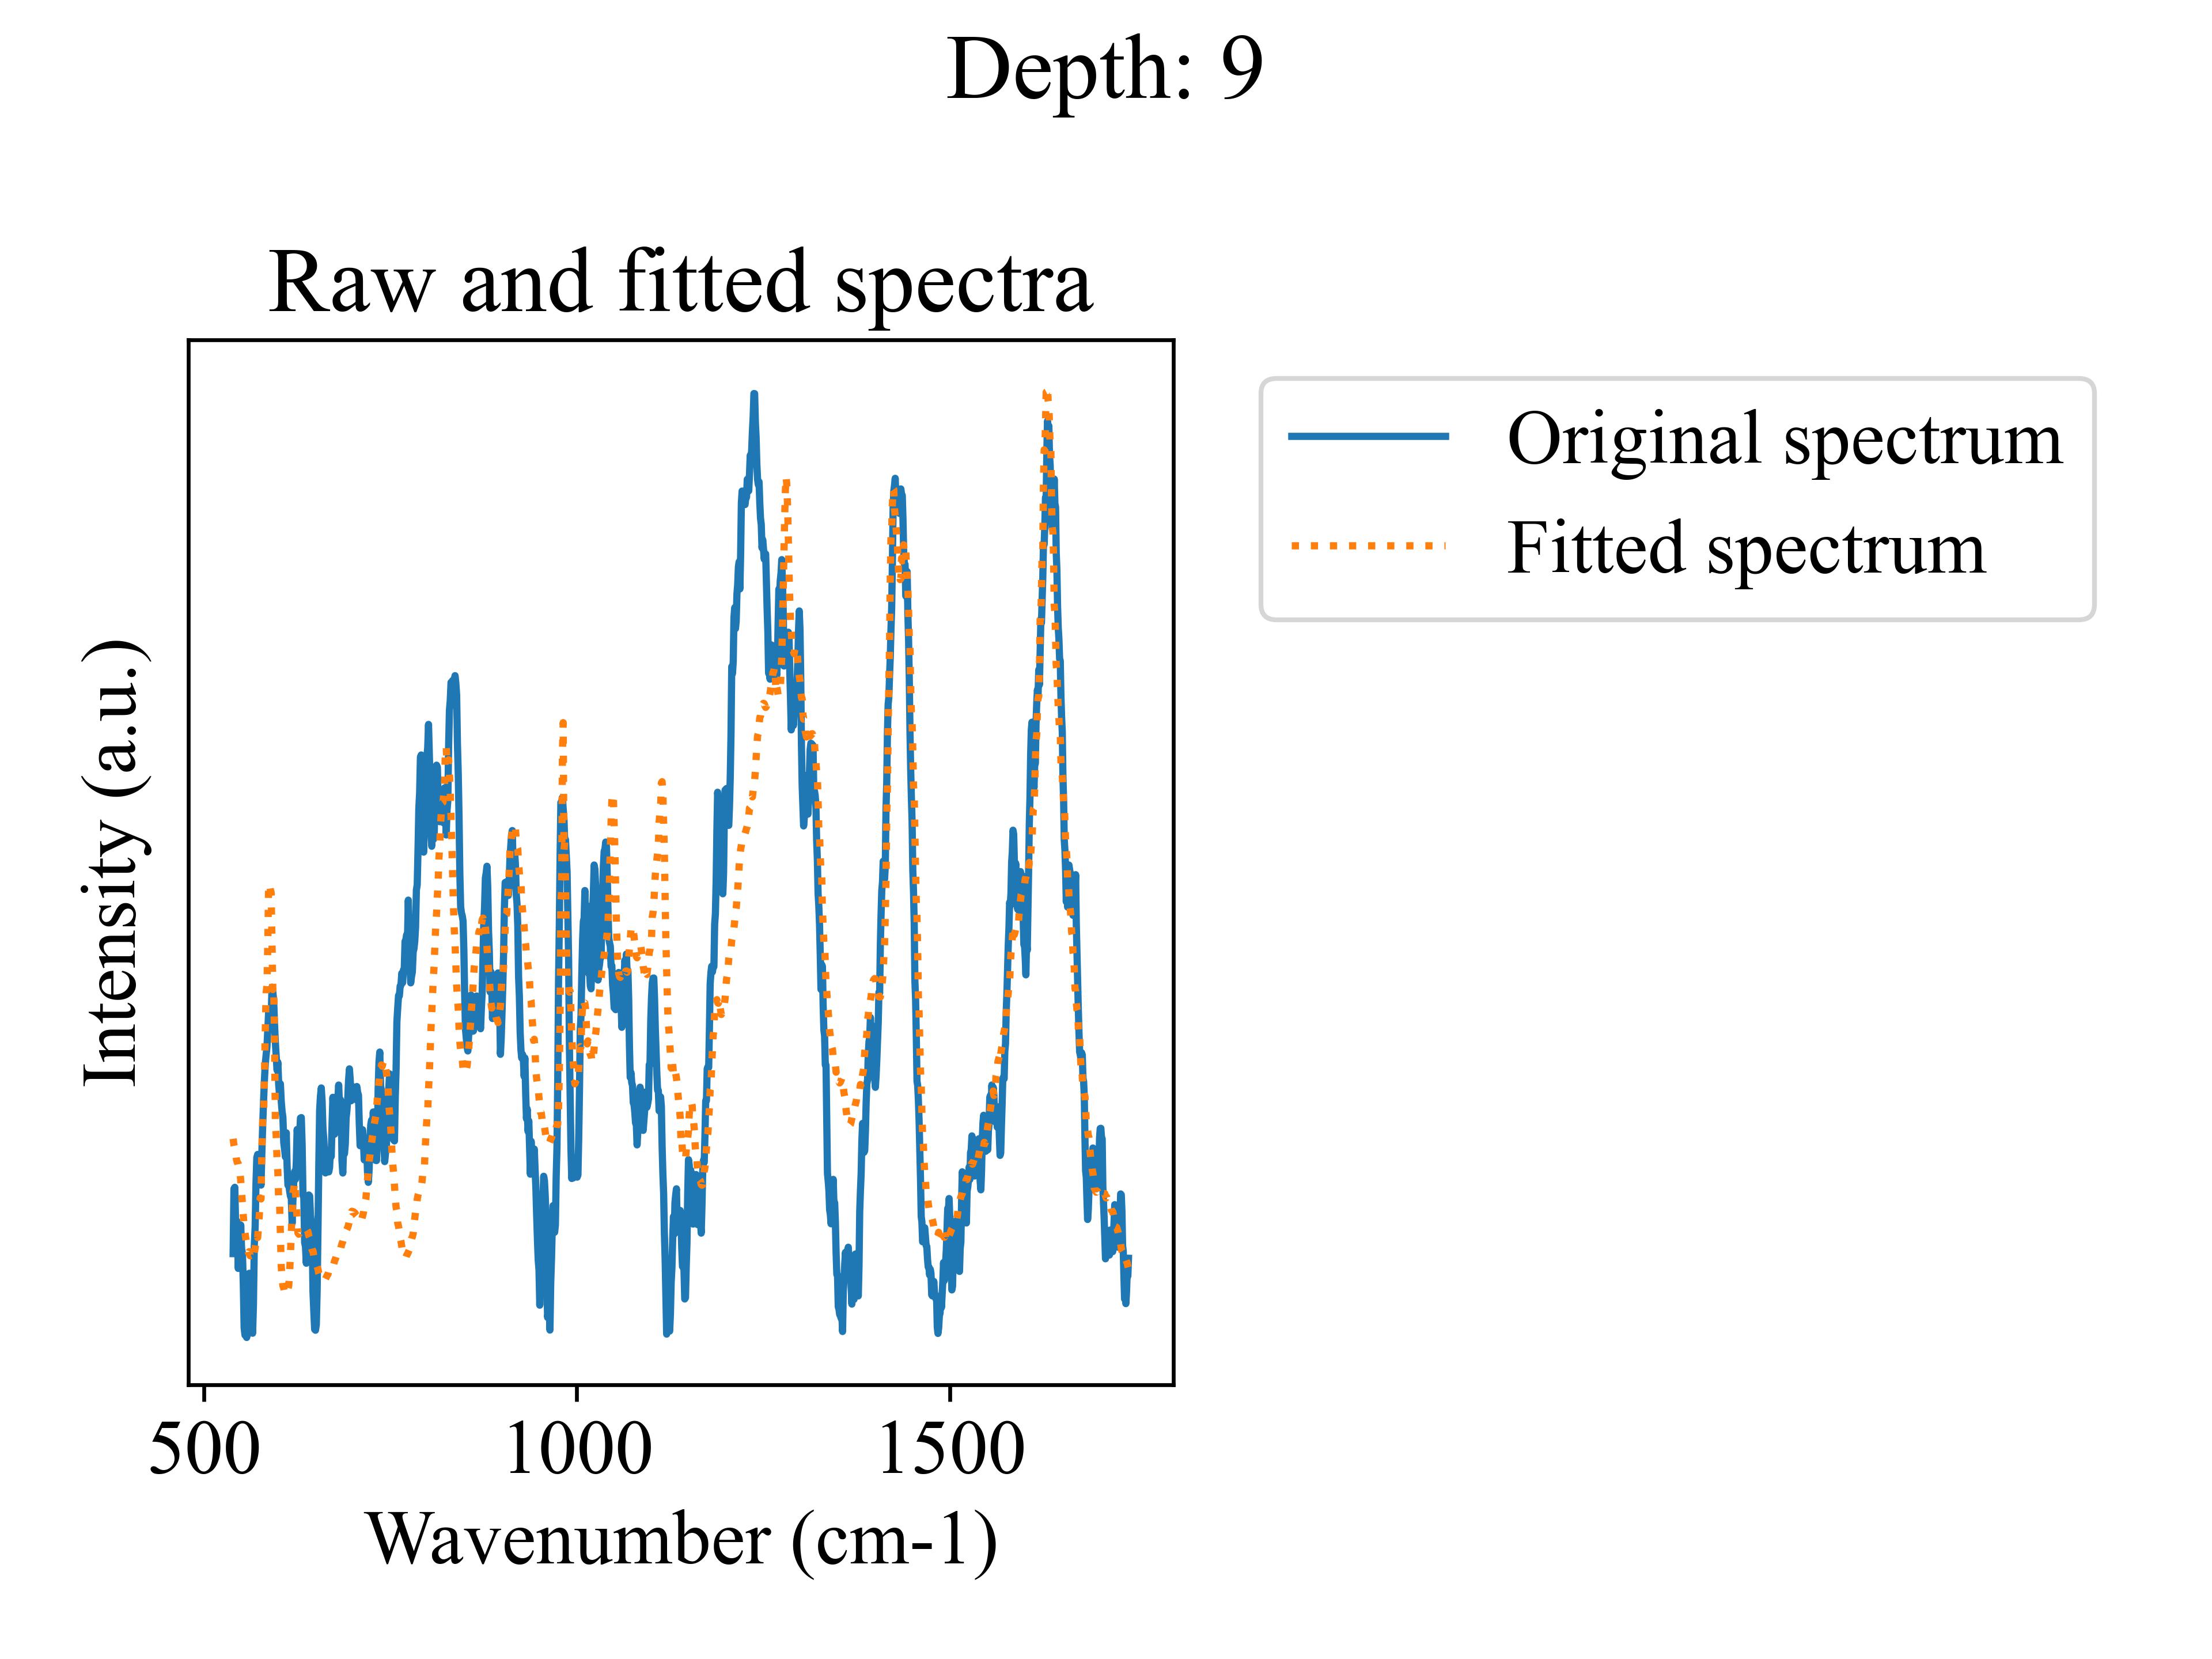 Depth: 9
Raw and fitted spectra
Original spectrum
Fitted spectrum
Intensity (a.u.)
500 1000 1500
Wavenumber (cm-1)